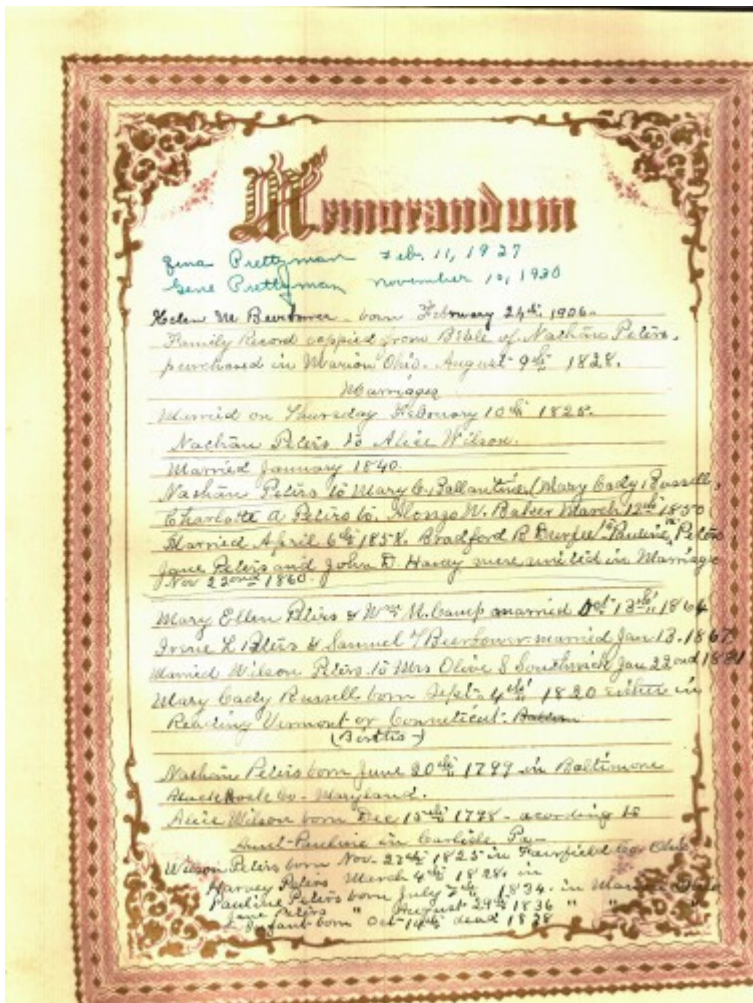 Memorandum
Zena Prettyman Feb. 11, 1927
Gene Prettyman November 10, 1930
Helen M Beerbower born February 24th 1906.
Family Record coppied from Bible of Nathan Peters,
purchased in Marion Ohio. August 9th 1828.
Marriages
Married on Thursday February 10th 1825.
Nathan Peters to Alice Wilson.
Married January 1840.
Nathan Peters to Mary C. Ballantine (Mary Cady Russell)
Charlotte A Peters to Alonzo W. Baker March 12th 1850
Married April 6th 1858. Bradford R Durfee to Pauline Peters
Jane Peters and John D. Harvy were united in Marriage
Nov 22ond 1860.
Mary Ellen Peters & Wm M. Camp married Oct 13th 1864
Irene L Peters & Samuel T Beerbower married Jan. 13. 1867
Married Wilson Peters to Mrs Olive S Southwick Jan 22ond 1881
Mary Cady Russell born Sept 4th 1820 either in
Reading Vermont or Conneticut.
(Births)
Nathan Peters born June 20th 1799 in Baltimore
Co - Maryland.
Alice Wilson born Dec 15th 1798 - acording to
Aunt Pauline in Carlisle Pa
Wilson Peters born Nov. 27th 1825 in Fairfield Co. Ohio
Harvey Peters March 4th 1828. in
Pauline Peters born July 7th 1834. in Marion Ohio
Jane Peters " August 29th 1836 " "
Infant born " Oct 14th dead 1838